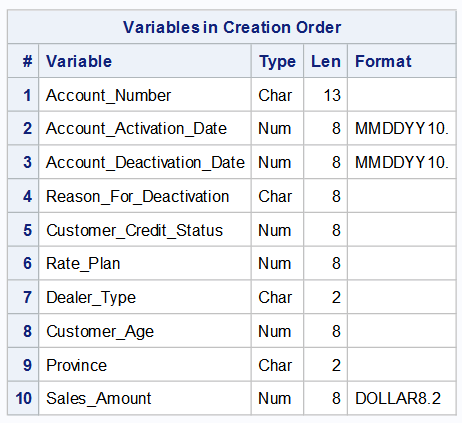 Variables in Creation Order
# Variable Type Len Format
1 Account_Number Char 13
2 Account_Activation_Date Num 8 MMDDYY10.
3 Account_Deactivation_Date Num 8 MMDDYY10.
4 Reason_For_Deactivation Char 8
5 Customer_Credit_Status Num 8
6 Rate_Plan Num 8
7 Dealer_Type Char 2
8 Customer_Age Num 8
9 Province Char 2
10 Sales_Amount Num 8 DOLLAR8.2